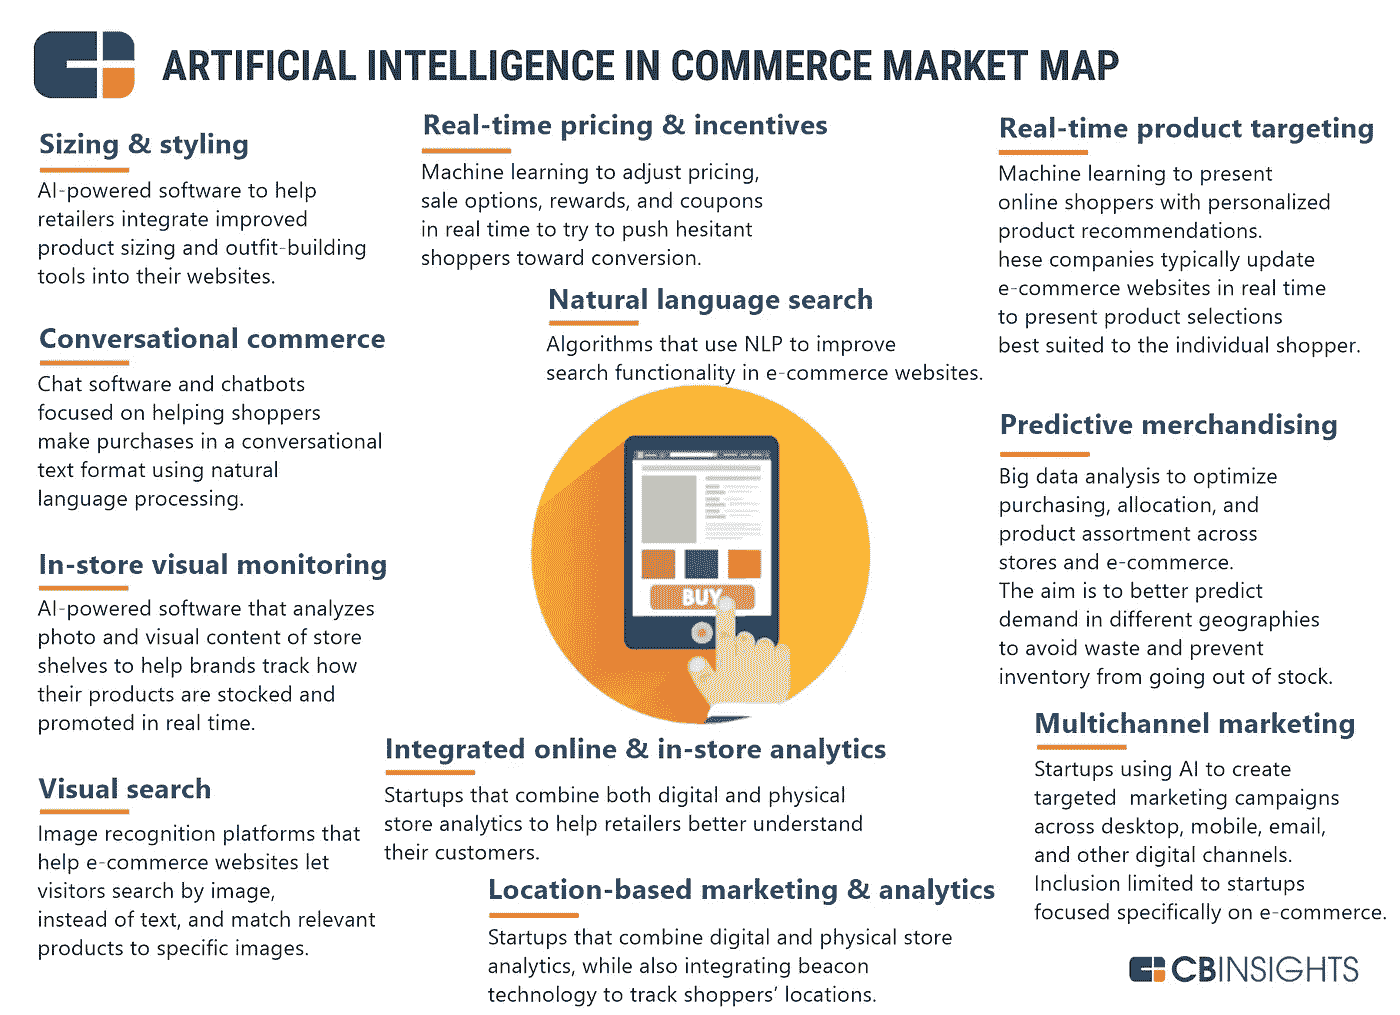 ARTIFICIAL INTELLIGENCE IN COMMERCE MARKET MAP
Sizing & styling
AI-powered software to help
retailers integrate improved
product sizing and outfit-building
tools into their websites.
Conversational commerce
Chat software and chatbots
focused on helping shoppers
make purchases in a conversational
text format using natural
language processing.
In-store visual monitoring
AI-powered software that analyzes
photo and visual content of store
shelves to help brands track how
their products are stocked and
promoted in real time.
Visual search
Image recognition platforms that
help e-commerce websites let
visitors search by image,
instead of text, and match relevant
products to specific images.
Real-time pricing & incentives
Machine learning to adjust pricing,
sale options, rewards, and coupons
in real time to try to push hesitant
shoppers toward conversion.
Natural language search
Algorithms that use NLP to improve
search functionality in e-commerce websites.
BUY
Integrated online & in-store analytics
Startups that combine both digital and physical
store analytics to help retailers better understand
their customers.
Location-based marketing & analytics
Startups that combine digital and physical store
analytics, while also integrating beacon
technology to track shoppers’ locations.
Real-time product targeting
Machine learning to present
online shoppers with personalized
product recommendations.
hese companies typically update
e-commerce websites in real time
to present product selections
best suited to the individual shopper.
Predictive merchandising
Big data analysis to optimize
purchasing, allocation, and
product assortment across
stores and e-commerce.
The aim is to better predict
demand in different geographies
to avoid waste and prevent
inventory from going out of stock.
Multichannel marketing
Startups using AI to create
targeted  marketing campaigns
across desktop, mobile, email,
and other digital channels.
Inclusion limited to startups
focused specifically on e-commerce.
CBINSIGHTS